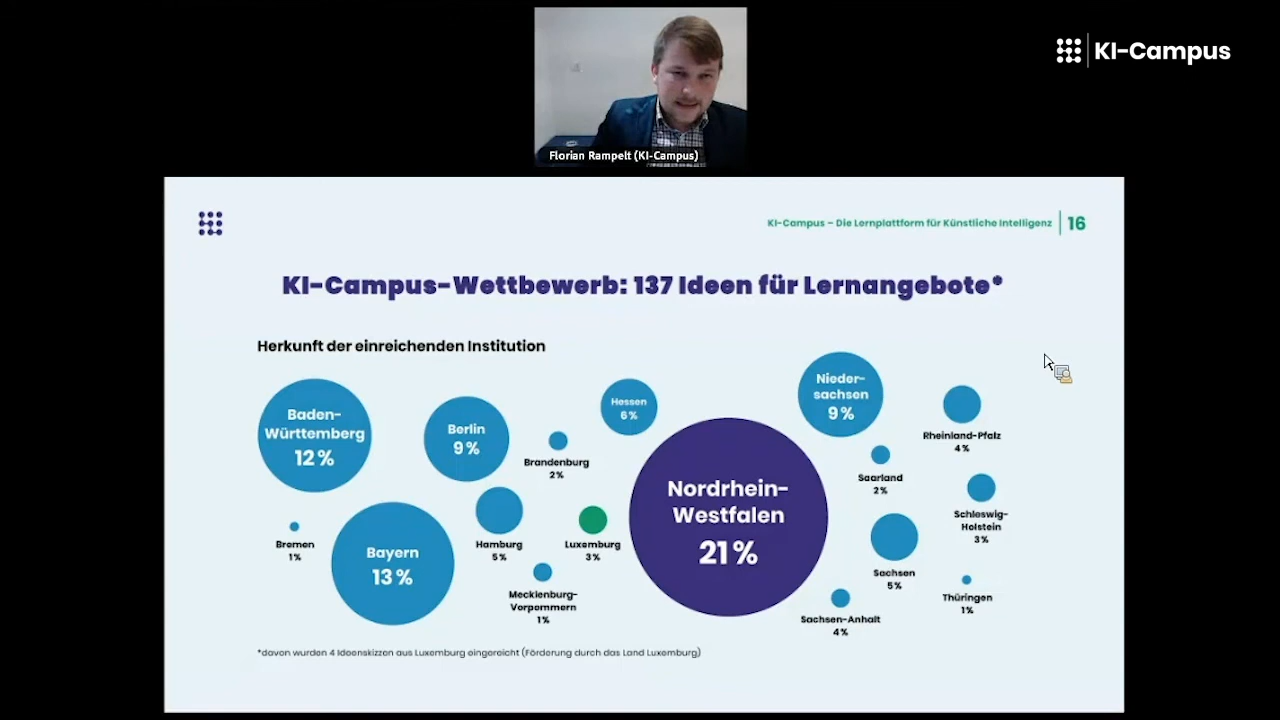 KI-Campus
Florian Rampelt (KI-Campus)
KI-Campus – Die Lernplattform für Künstliche Intelligenz
16
KI-Campus-Wettbewerb: 137 Ideen für Lernangebote*
Herkunft der einreichenden Institution
Baden-
Württemberg
12 %
Berlin
9 %
Brandenburg
2 %
Hessen
6 %
Nordrhein-
Westfalen
21 %
Nieder-
sachsen
9 %
Rheinland-Pfalz
4 %
Saarland
2 %
Schleswig-
Holstein
3 %
Bremen
1 %
Bayern
13 %
Hamburg
5 %
Luxemburg
3 %
Mecklenburg-
Vorpommern
1 %
Sachsen
5 %
Thüringen
1 %
Sachsen-Anhalt
4 %
*davon wurden 4 Ideenskizzen aus Luxemburg eingereicht (Förderung durch das Land Luxemburg)